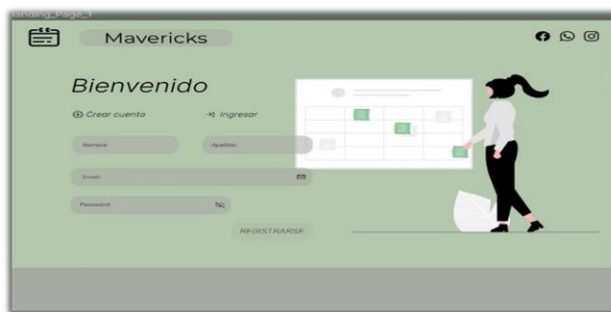 landing_Page_1
Mavericks
Bienvenido
Crear cuenta
Ingresar
Nombre
Apellido
Email
Password
REGISTRARSE